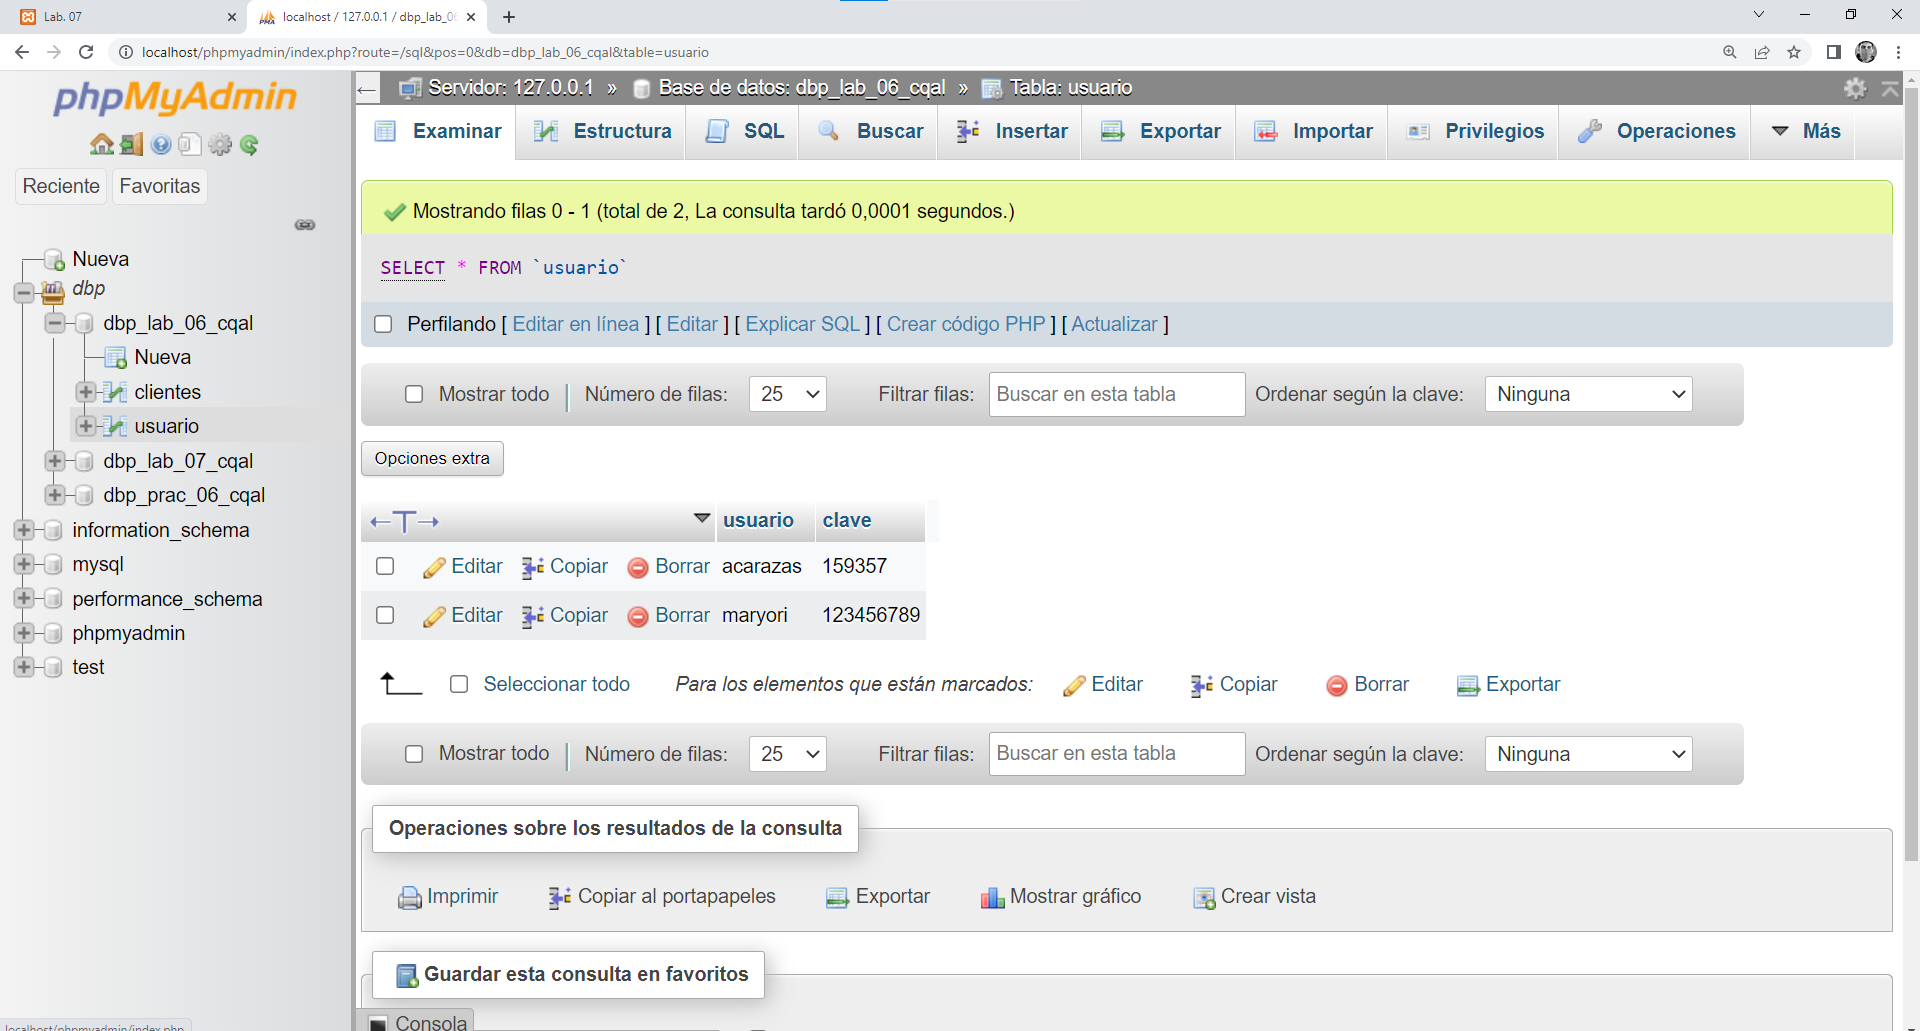 Lab. 07
localhost / 127.0.0.1 / dbp_lab_06
localhost/phpmyadmin/index.php?route=/sql&pos=0&db=dbp_lab_06_cqal&table=usuario
phpMyAdmin
Reciente
Favoritas
Nueva
dbp
dbp_lab_06_cqal
Nueva
clientes
usuario
dbp_lab_07_cqal
dbp_prac_06_cqal
information_schema
mysql
performance_schema
phpmyadmin
test
localhost/phpmyadmin/index.php
Servidor: 127.0.0.1 » Base de datos: dbp_lab_06_cqal » Tabla: usuario
Examinar
Estructura
SQL
Buscar
Insertar
Exportar
Importar
Privilegios
Operaciones
Más
Mostrando filas 0 - 1 (total de 2, La consulta tardó 0,0001 segundos.)
SELECT * FROM `usuario`
Perfilando [ Editar en línea ] [ Editar ] [ Explicar SQL ] [ Crear código PHP ] [ Actualizar ]
Mostrar todo | Número de filas: 25 Filtrar filas: Buscar en esta tabla Ordenar según la clave: Ninguna
Opciones extra
←T→ usuario clave
Editar Copiar Borrar acarazas 159357
Editar Copiar Borrar maryori 123456789
Seleccionar todo Para los elementos que están marcados: Editar Copiar Borrar Exportar
Mostrar todo | Número de filas: 25 Filtrar filas: Buscar en esta tabla Ordenar según la clave: Ninguna
Operaciones sobre los resultados de la consulta
Imprimir Copiar al portapapeles Exportar Mostrar gráfico Crear vista
Guardar esta consulta en favoritos
Consola